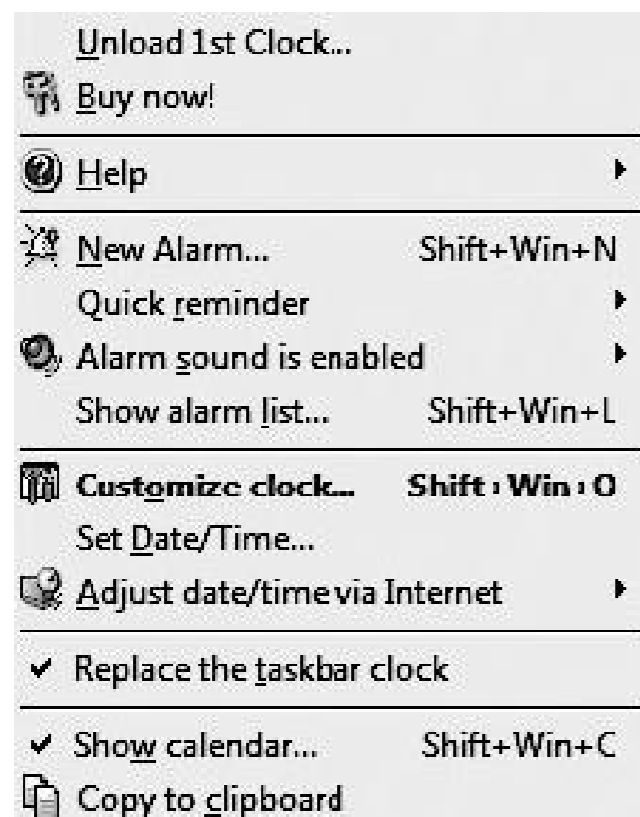 Unload 1st Clock...
Buy now!
Help
New Alarm... Shift+Win+N
Quick reminder
Alarm sound is enabled
Show alarm list... Shift+Win+L
Customize clock... Shift+Win+O
Set Date/Time...
Adjust date/time via Internet
Replace the taskbar clock
Show calendar... Shift+Win+C
Copy to clipboard